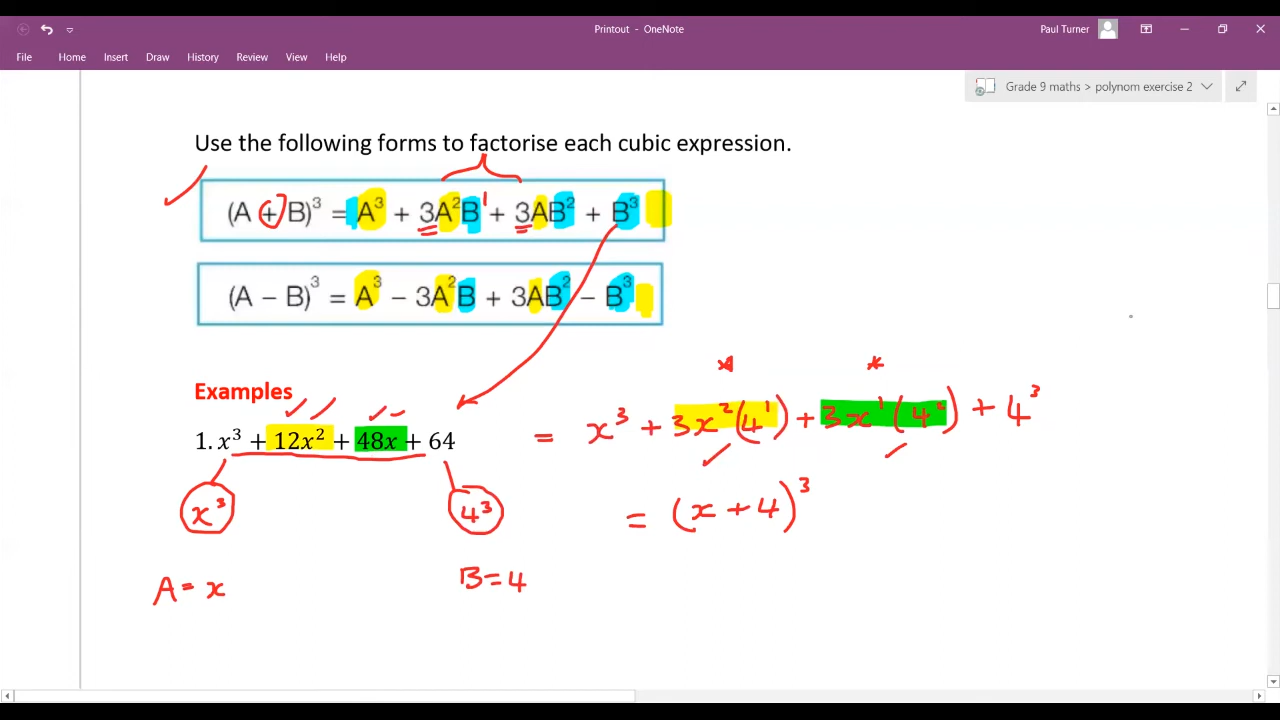 Printout - OneNote
Paul Turner
File Home Insert Draw History Review View Help
Grade 9 maths > polynom exercise 2
Use the following forms to factorise each cubic expression.
(A + B)³ = A³ + 3A²B¹ + 3AB² + B³
(A − B)³ = A³ − 3A²B + 3AB² − B³
Examples
1. x³ + 12x² + 48x + 64 = x³ + 3x²(4¹) + 3x¹(4²) + 4³
x³ 4³ = (x + 4)³
A = x B = 4